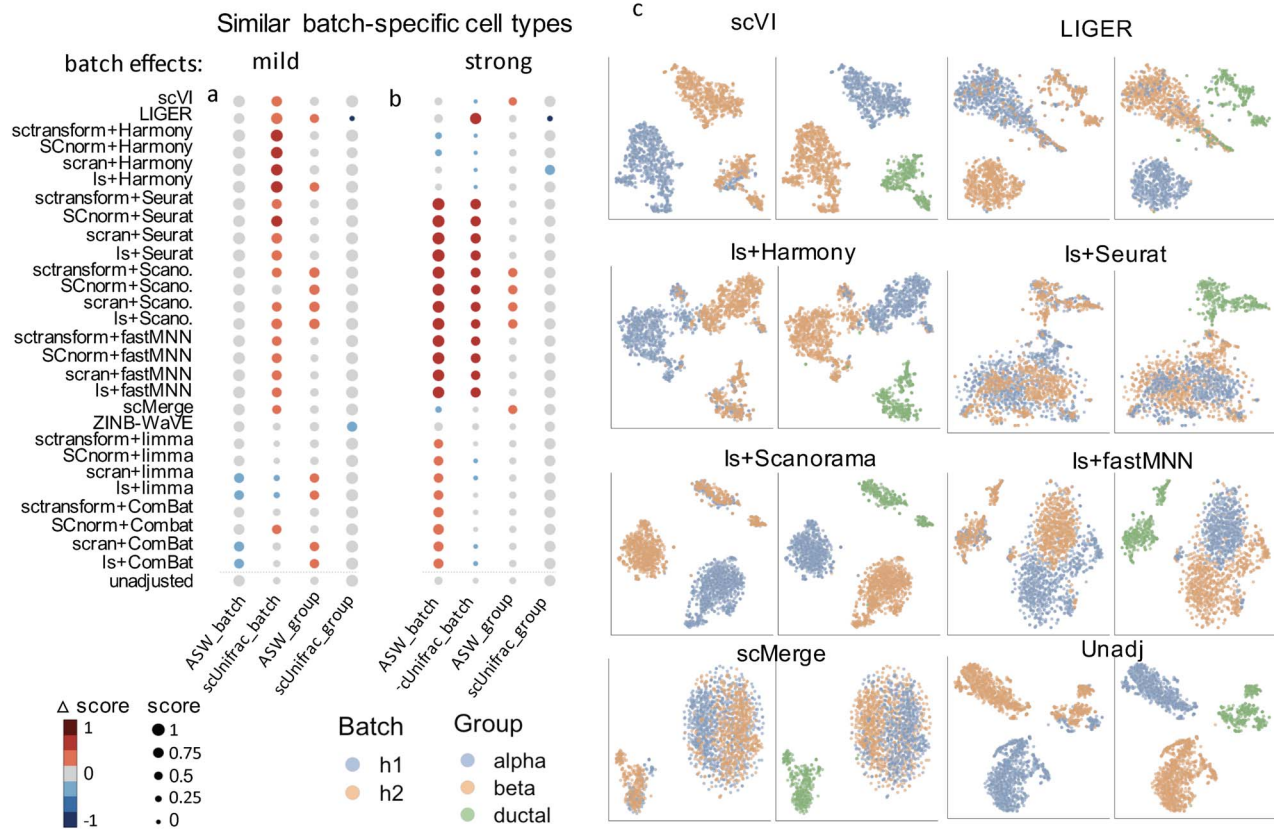 Similar batch-specific cell types
batch effects: mild strong
a b
scVI
LIGER
sctransform+Harmony
SCnorm+Harmony
scran+Harmony
ls+Harmony
sctransform+Seurat
SCnorm+Seurat
scran+Seurat
ls+Seurat
sctransform+Scano.
SCnorm+Scano.
scran+Scano.
ls+Scano.
sctransform+fastMNN
SCnorm+fastMNN
scran+fastMNN
ls+fastMNN
scMerge
ZINB-WaVE
sctransform+limma
SCnorm+limma
scran+limma
ls+limma
sctransform+ComBat
SCnorm+Combat
scran+ComBat
ls+ComBat
unadjusted
ASW_batch
scUnifrac_batch
ASW_group
scUnifrac_group
ASW_batch
cUnifrac_batch
ASW_group
scUnifrac_group
Δ score
1
0
-1
score
1
0.75
0.5
0.25
0
Batch
h1
h2
Group
alpha
beta
ductal
c
scVI
LIGER
ls+Harmony
ls+Seurat
ls+Scanorama
ls+fastMNN
scMerge
Unadj